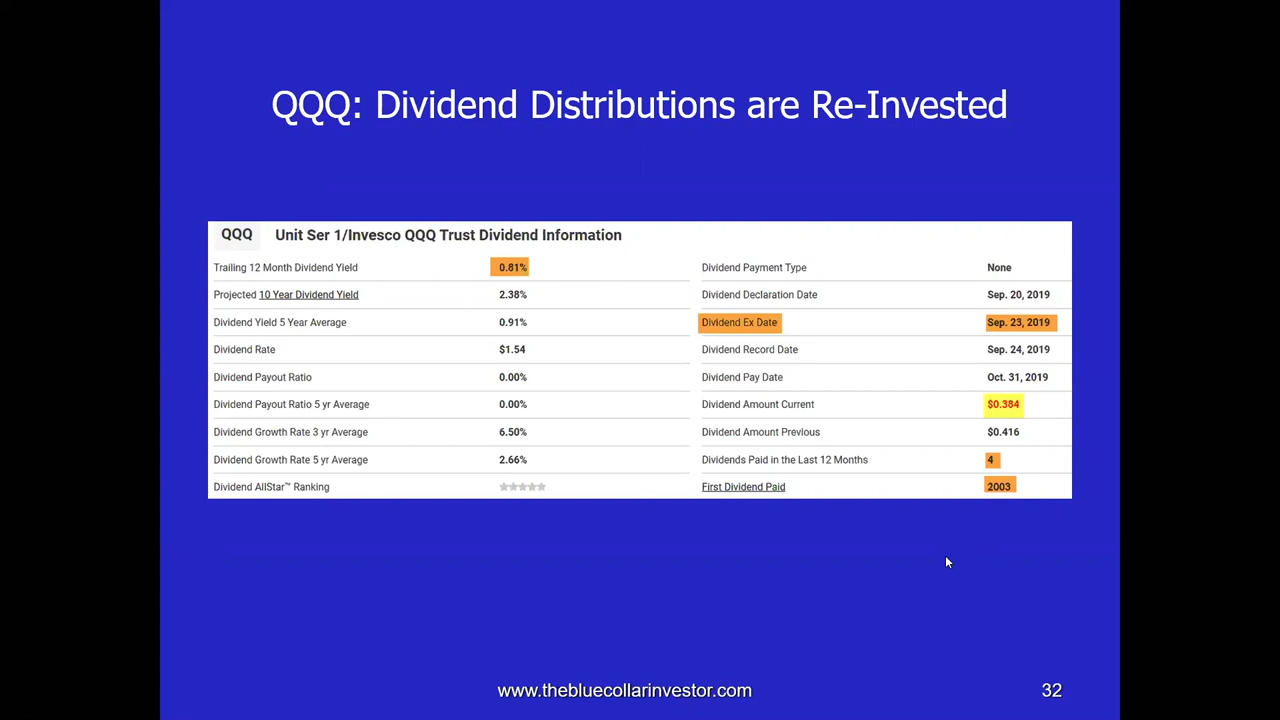 QQQ: Dividend Distributions are Re-Invested
QQQ Unit Ser 1/Invesco QQQ Trust Dividend Information
Trailing 12 Month Dividend Yield 0.81% Dividend Payment Type None
Projected 10 Year Dividend Yield 2.38% Dividend Declaration Date Sep. 20, 2019
Dividend Yield 5 Year Average 0.91% Dividend Ex Date Sep. 23, 2019
Dividend Rate $1.54 Dividend Record Date Sep. 24, 2019
Dividend Payout Ratio 0.00% Dividend Pay Date Oct. 31, 2019
Dividend Payout Ratio 5 yr Average 0.00% Dividend Amount Current $0.384
Dividend Growth Rate 3 yr Average 6.50% Dividend Amount Previous $0.416
Dividend Growth Rate 5 yr Average 2.66% Dividends Paid in the Last 12 Months 4
Dividend AllStar™ Ranking ★★★★★ First Dividend Paid 2003
www.thebluecollarinvestor.com 32